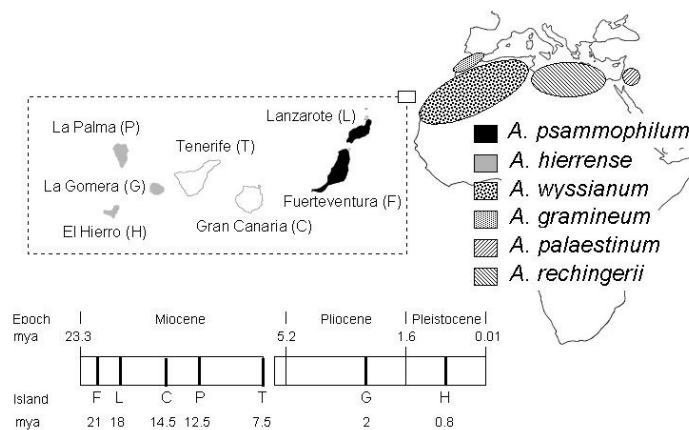 Lanzarote (L)
La Palma (P)
Tenerife (T)
La Gomera (G)
Fuerteventura (F)
El Hierro (H)
Gran Canaria (C)
A. psammophilum
A. hierrense
A. wyssianum
A. gramineum
A. palaestinum
A. rechingerii
Epoch | Miocene | Pliocene | Pleistocene |
mya 23.3 5.2 1.6 0.01
Island F L C P T G H
mya 21 18 14.5 12.5 7.5 2 0.8